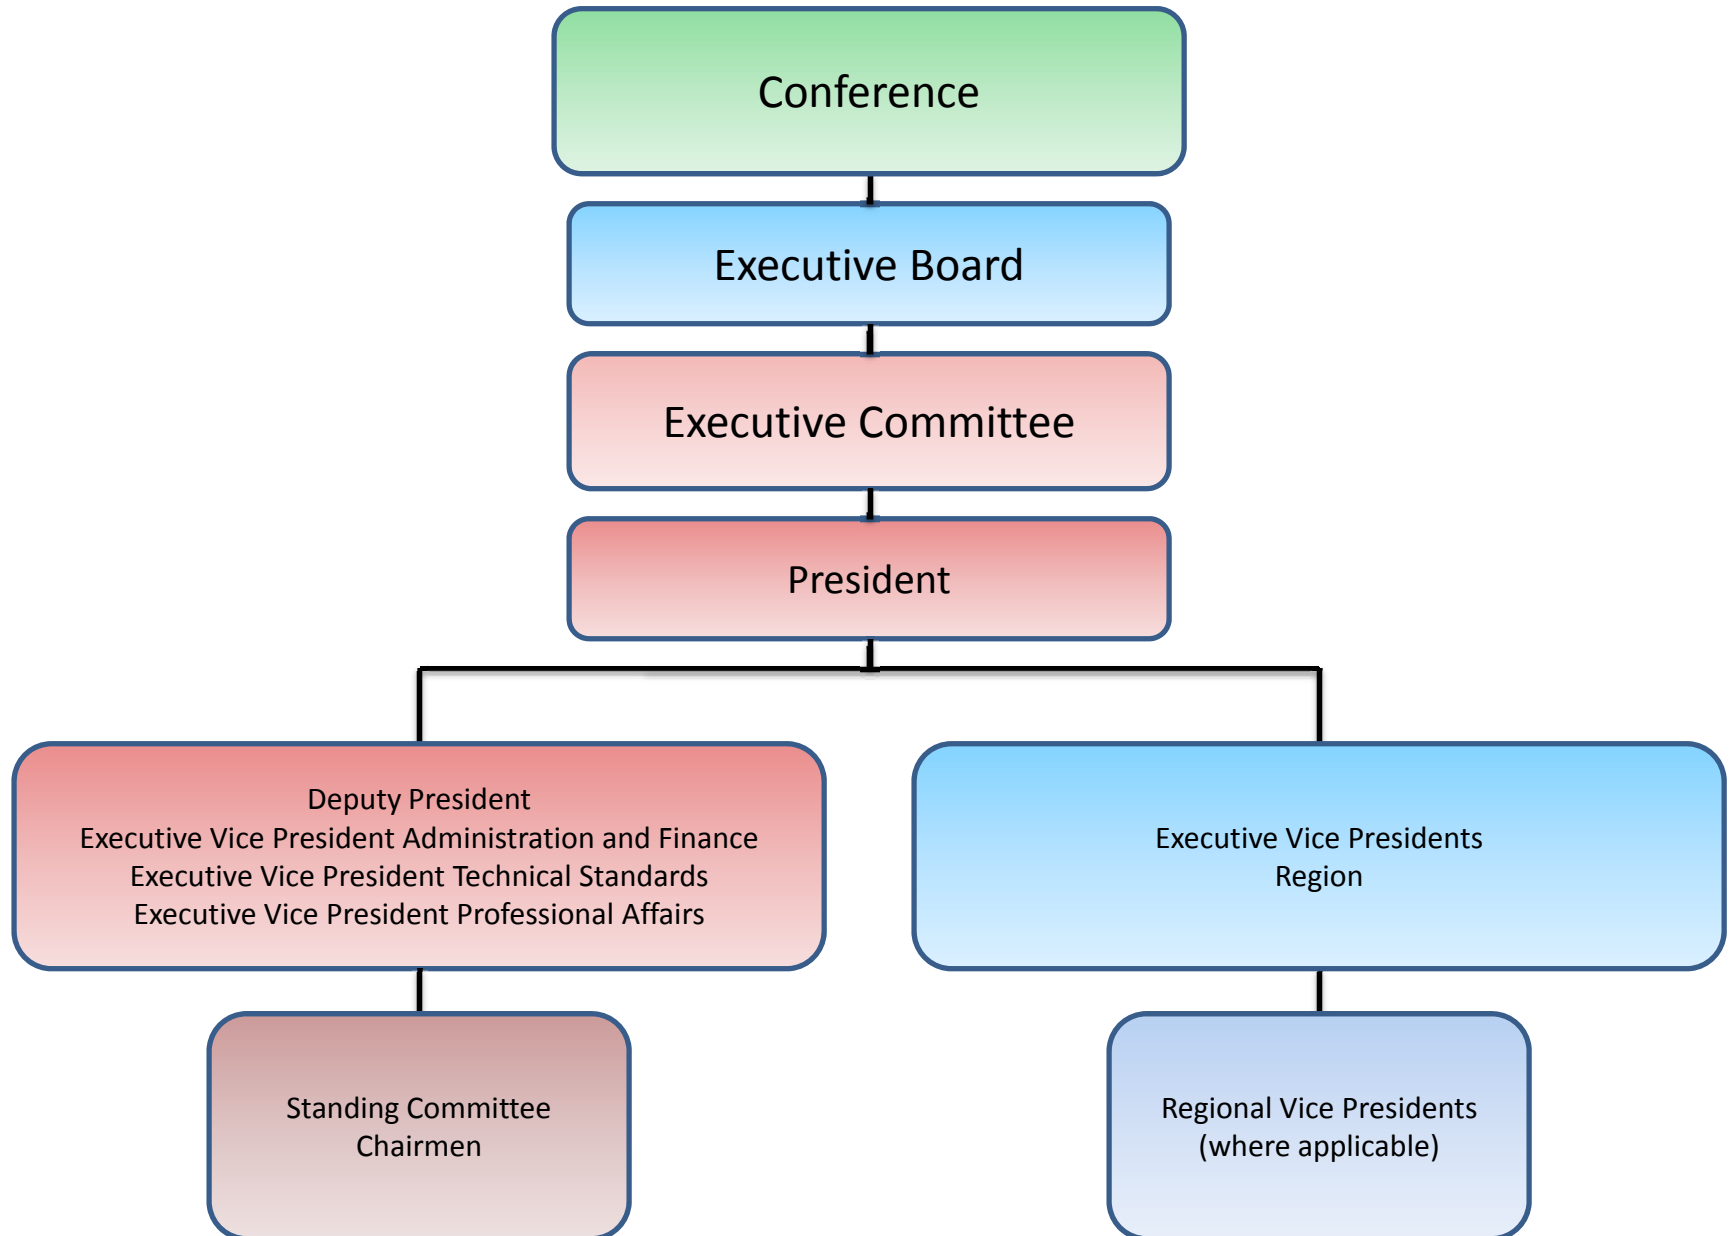 Conference
Executive Board
Executive Committee
President
Deputy President
Executive Vice President Administration and Finance
Executive Vice President Technical Standards
Executive Vice President Professional Affairs
Executive Vice Presidents
Region
Standing Committee
Chairmen
Regional Vice Presidents
(where applicable)